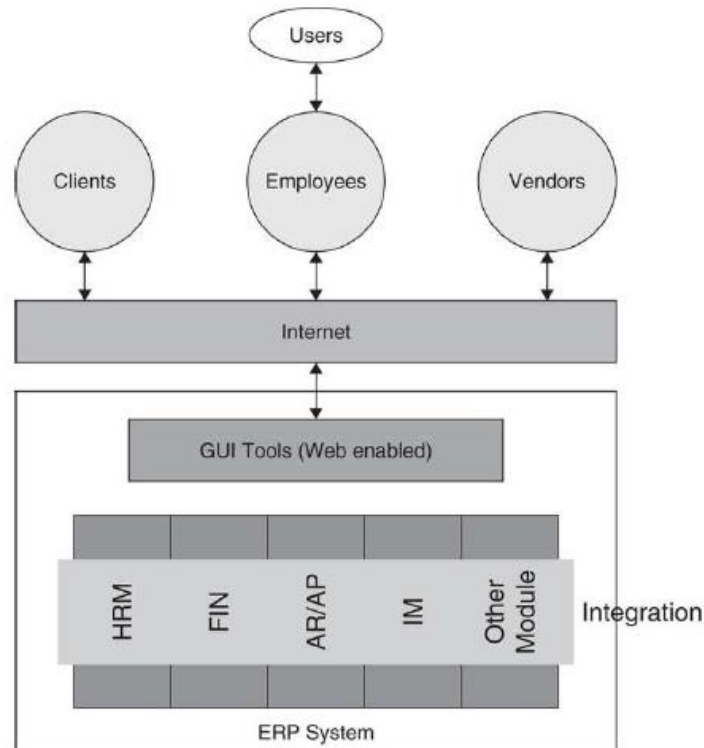 Users
Clients
Employees
Vendors
Internet
GUI Tools (Web enabled)
HRM
FIN
AR/AP
IM
Other
Module
Integration
ERP System